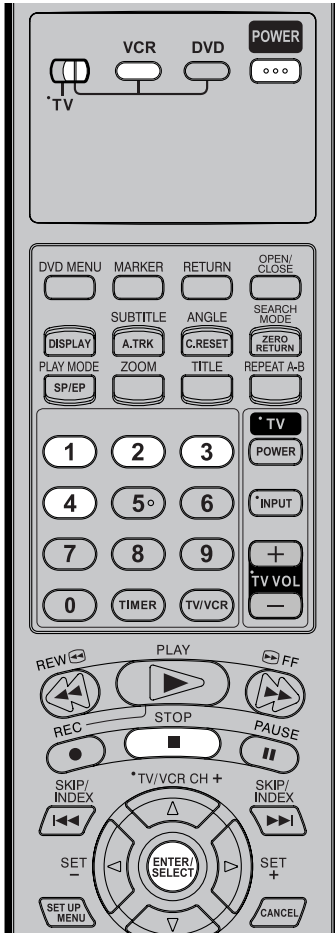 POWER
VCR DVD
TV
DVD MENU MARKER RETURN OPEN/
CLOSE
SUBTITLE ANGLE SEARCH
MODE
DISPLAY A.TRK C.RESET ZERO
RETURN
PLAY MODE ZOOM TITLE REPEAT A-B
SP/EP
TV
1 2 3 POWER
4 5 6 INPUT
7 8 9 +
TV VOL
0 TIMER TV/VCR –
REW PLAY FF
REC STOP PAUSE
SKIP/
INDEX TV/VCR CH + SKIP/
INDEX
SET
– ENTER/
SELECT SET
+
SET UP
MENU CANCEL